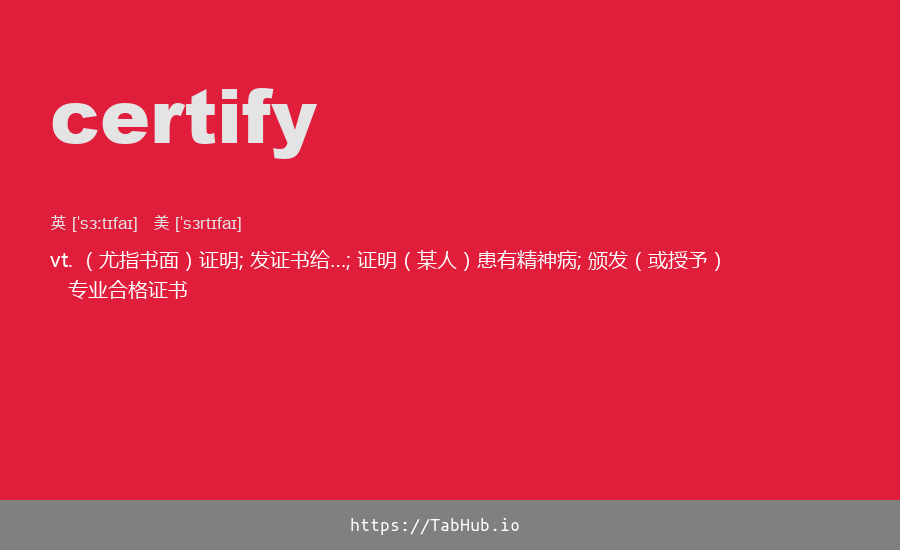 certify
英 [ˈsɜːtɪfaɪ] 美 [ˈsɜrtɪfaɪ]
vt. （尤指书面）证明; 发证书给...; 证明（某人）患有精神病; 颁发（或授予）
专业合格证书
https://TabHub.io